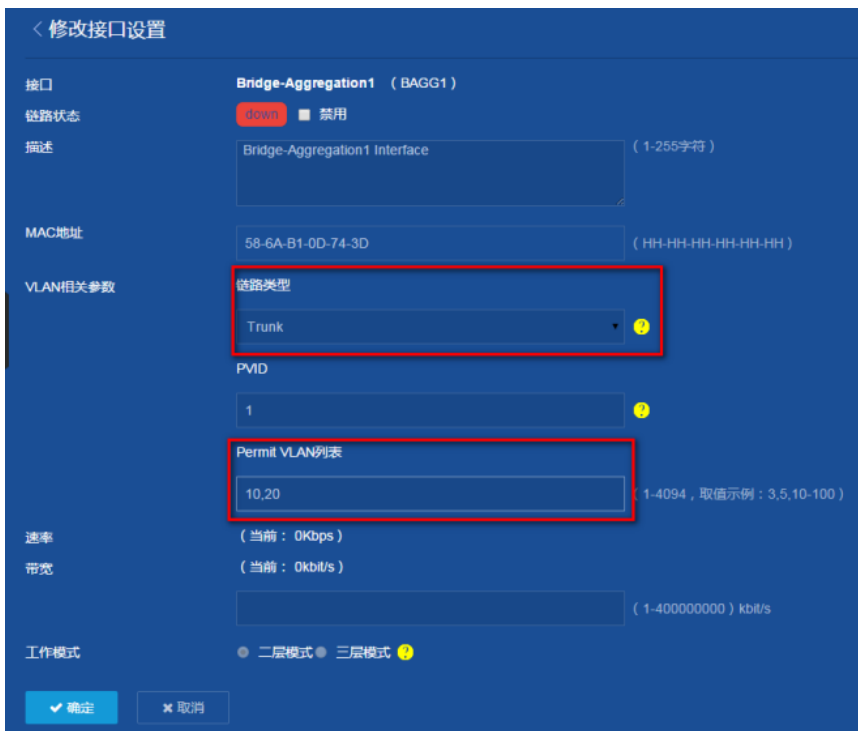 修改接口设置
接口 Bridge-Aggregation1 （BAGG1）
链路状态 down 禁用
描述 Bridge-Aggregation1 Interface （1-255字符）
MAC地址 58-6A-B1-0D-74-3D （HH-HH-HH-HH-HH-HH）
VLAN相关参数 链路类型
Trunk ?
PVID
1 ?
Permit VLAN列表
10,20 （1-4094，取值示例：3,5,10-100）
速率 （当前： 0Kbps）
带宽 （当前： 0kbit/s）
（1-400000000）kbit/s
工作模式 二层模式 三层模式 ?
确定 取消